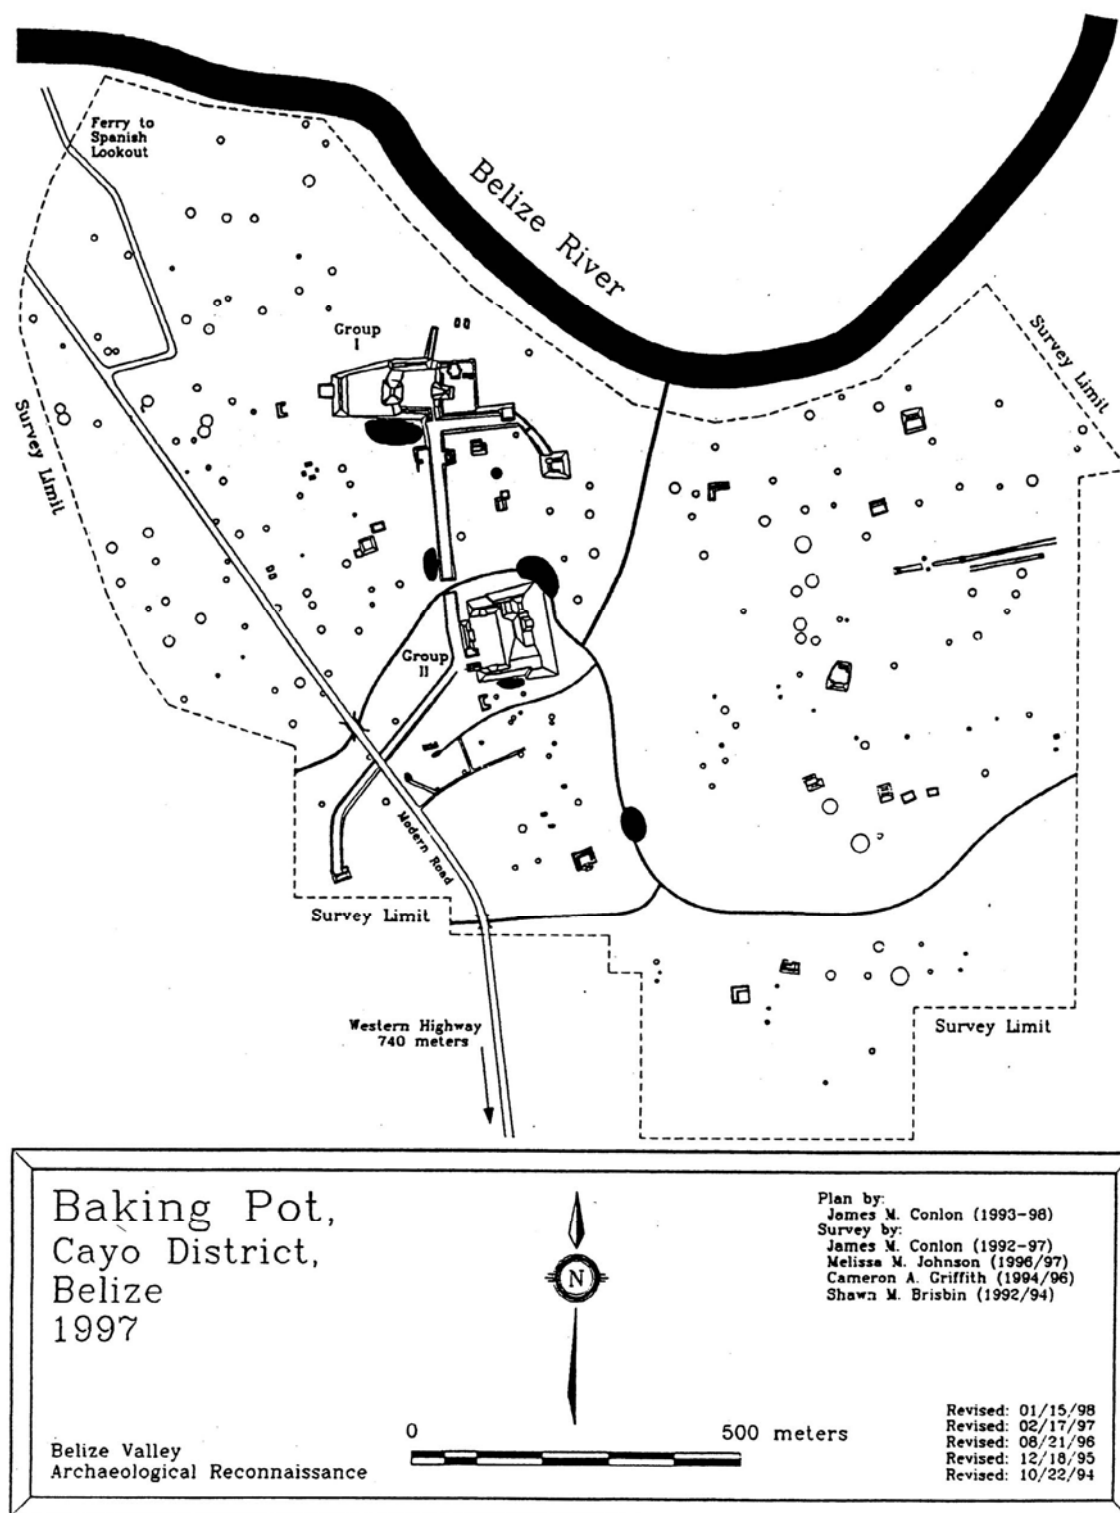 Ferry to
Spanish
Lookout
Belize River
Group
I
Survey Limit
Survey Limit
Group
II
Modern Road
Survey Limit
Western Highway
740 meters
Survey Limit
Baking Pot,
Cayo District,
Belize
1997
Belize Valley
Archaeological Reconnaissance
N
0
500 meters
Plan by:
James M. Conlon (1993-98)
Survey by:
James M. Conlon (1992-97)
Melissa M. Johnson (1996/97)
Cameron A. Griffith (1994/96)
Shawn M. Brisbin (1992/94)
Revised: 01/15/98
Revised: 02/17/97
Revised: 08/21/96
Revised: 12/18/95
Revised: 10/22/94